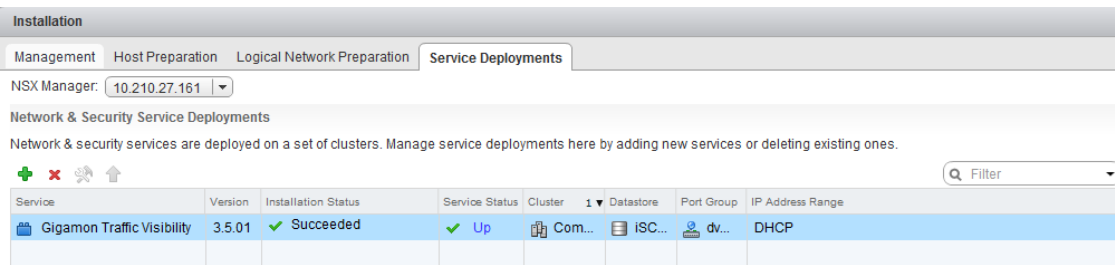 Installation
Management Host Preparation Logical Network Preparation Service Deployments
NSX Manager: 10.210.27.161
Network & Security Service Deployments
Network & security services are deployed on a set of clusters. Manage service deployments here by adding new services or deleting existing ones.
Filter
Service Version Installation Status Service Status Cluster 1 Datastore Port Group IP Address Range
Gigamon Traffic Visibility 3.5.01 Succeeded Up Com... iSC... dv... DHCP